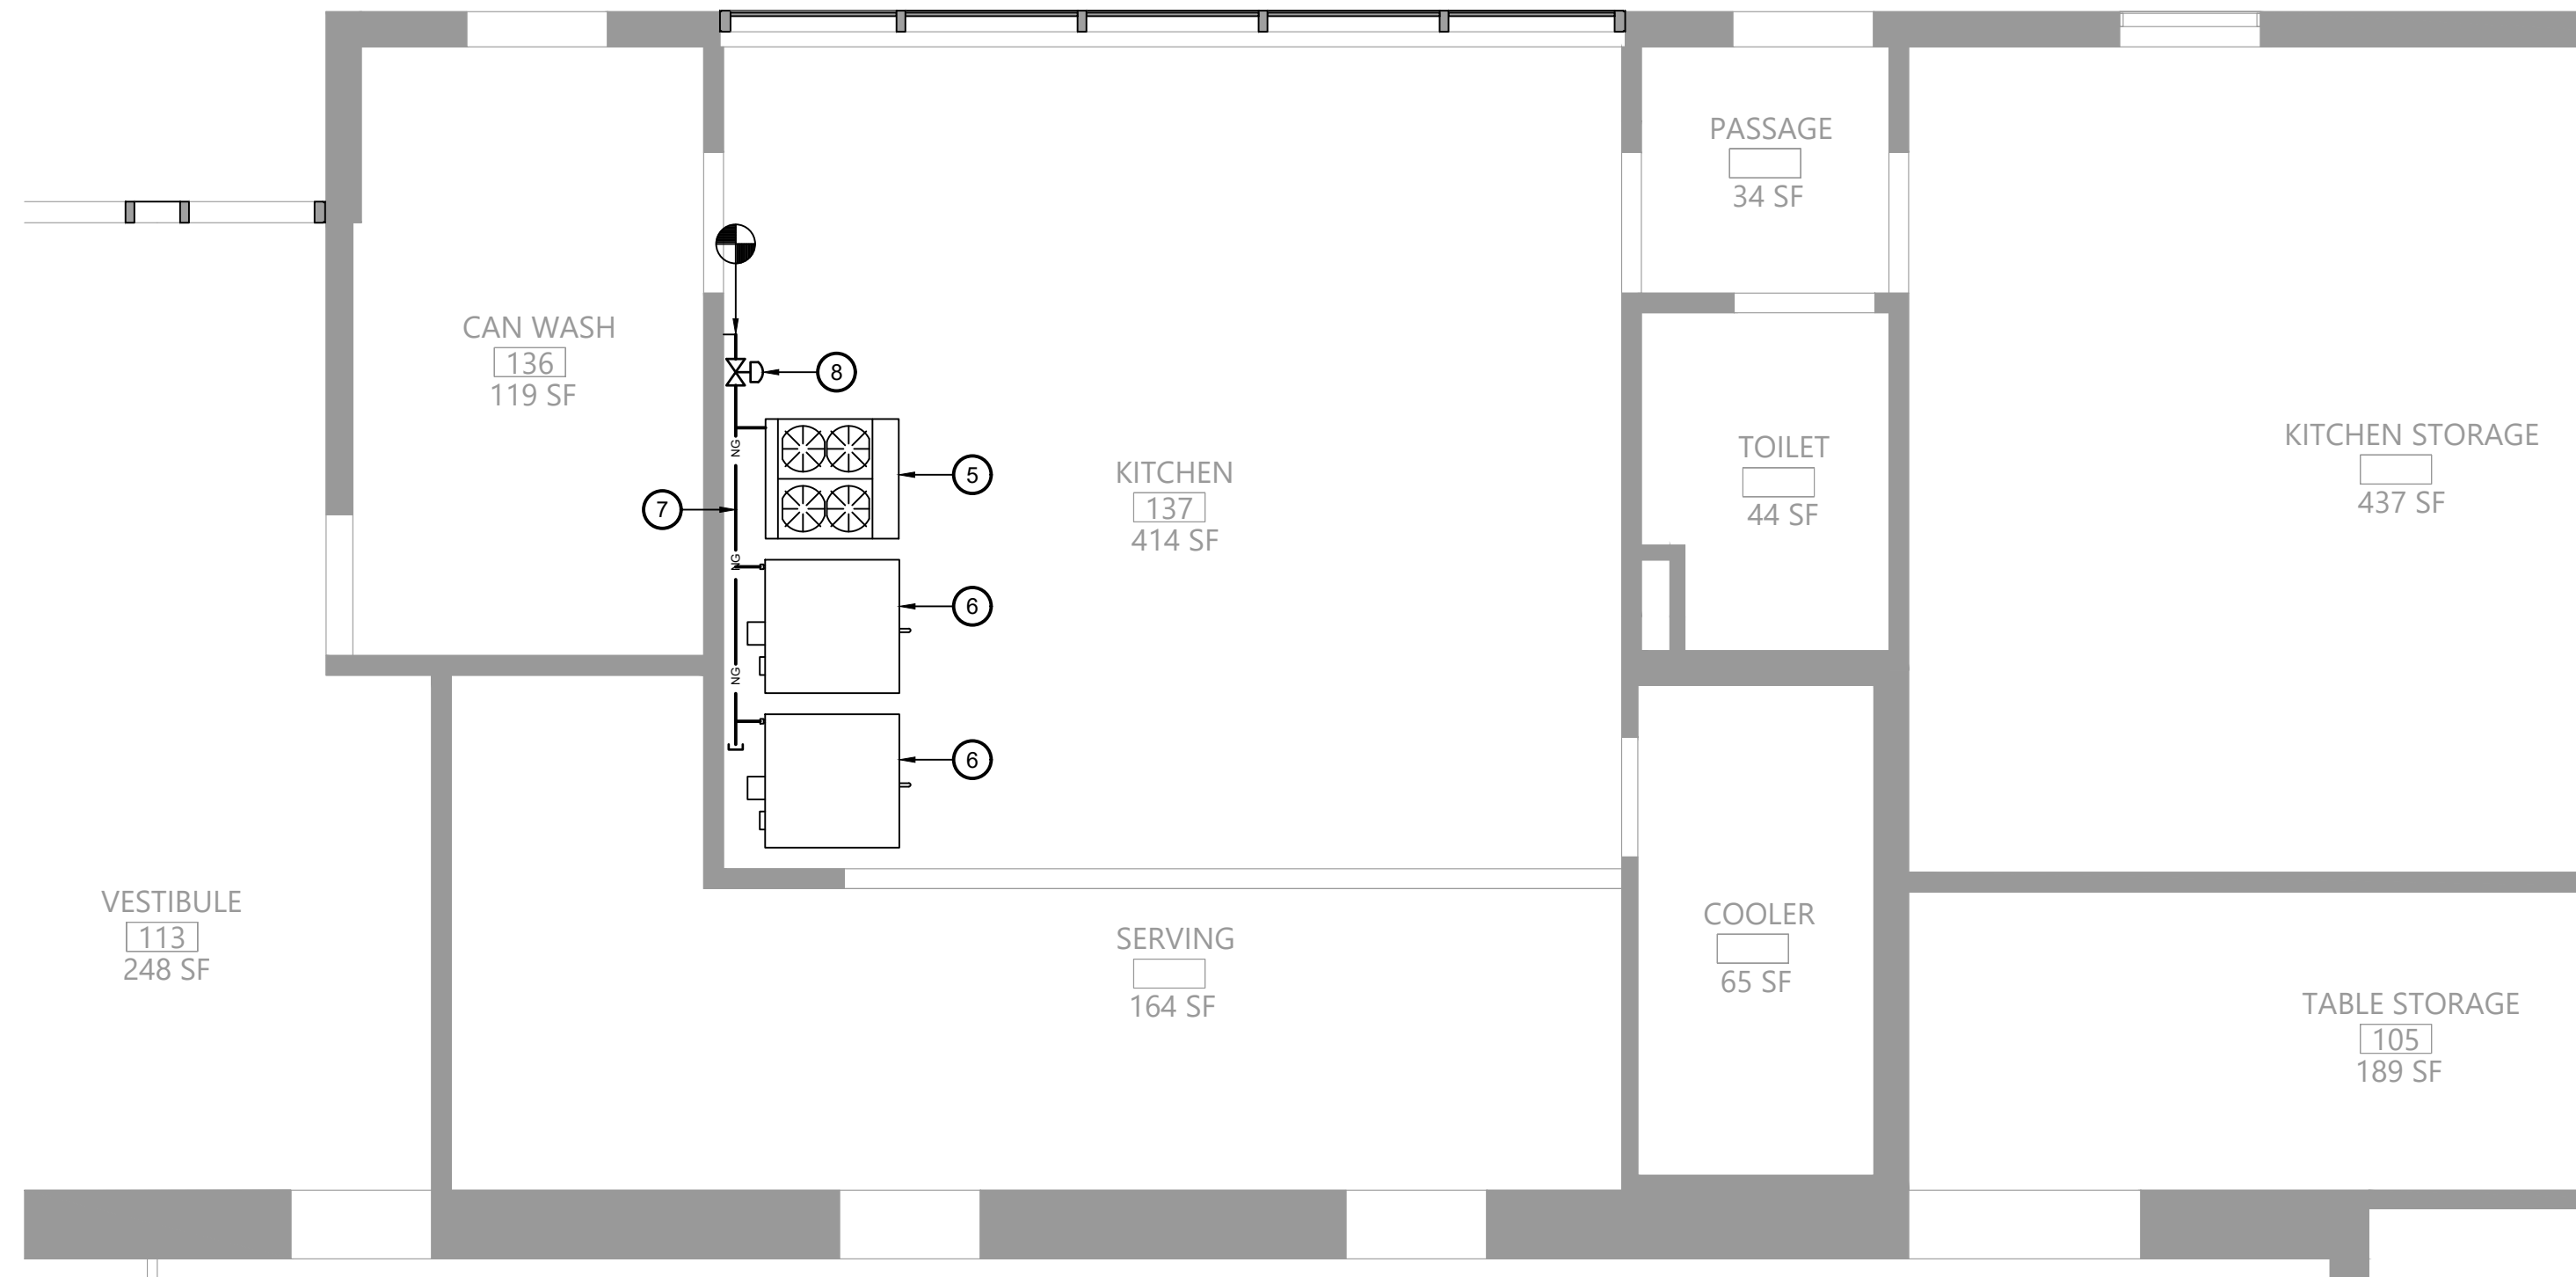 PASSAGE
34 SF
CAN WASH
136
119 SF
8
NG
5
7
KITCHEN
137
414 SF
TOILET
44 SF
KITCHEN STORAGE
437 SF
NG
6
NG
6
VESTIBULE
113
248 SF
SERVING
164 SF
COOLER
65 SF
TABLE STORAGE
105
189 SF